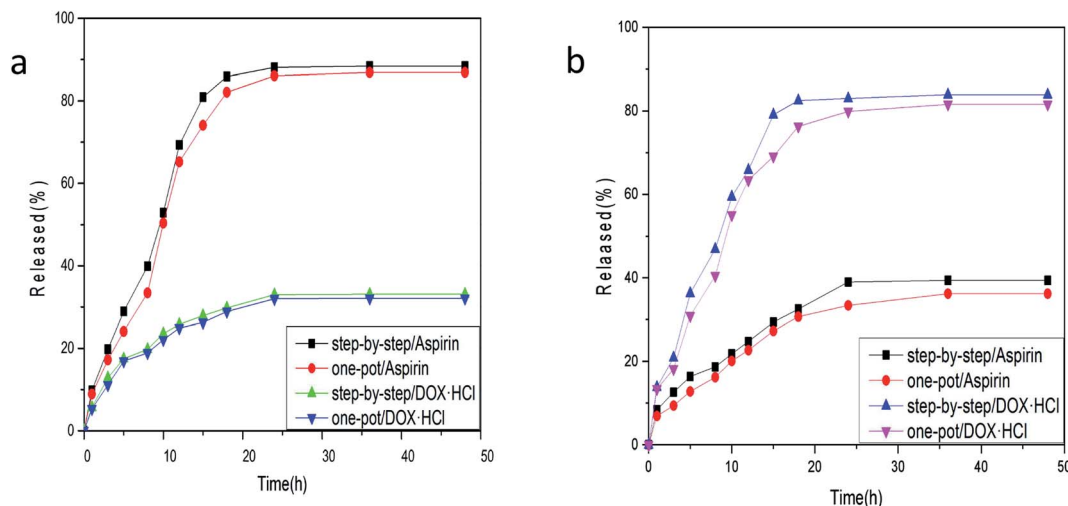 a
100
80
60
40
20
0
Released(%)
0
10
20
30
40
50
Time(h)
step-by-step/Aspirin
one-pot/Aspirin
step-by-step/DOX·HCl
one-pot/DOX·HCl
b
100
80
60
40
20
0
Relaased(%)
0
10
20
30
40
50
Time(h)
step-by-step/Aspirin
one-pot/Aspirin
step-by-step/DOX·HCl
one-pot/DOX·HCl